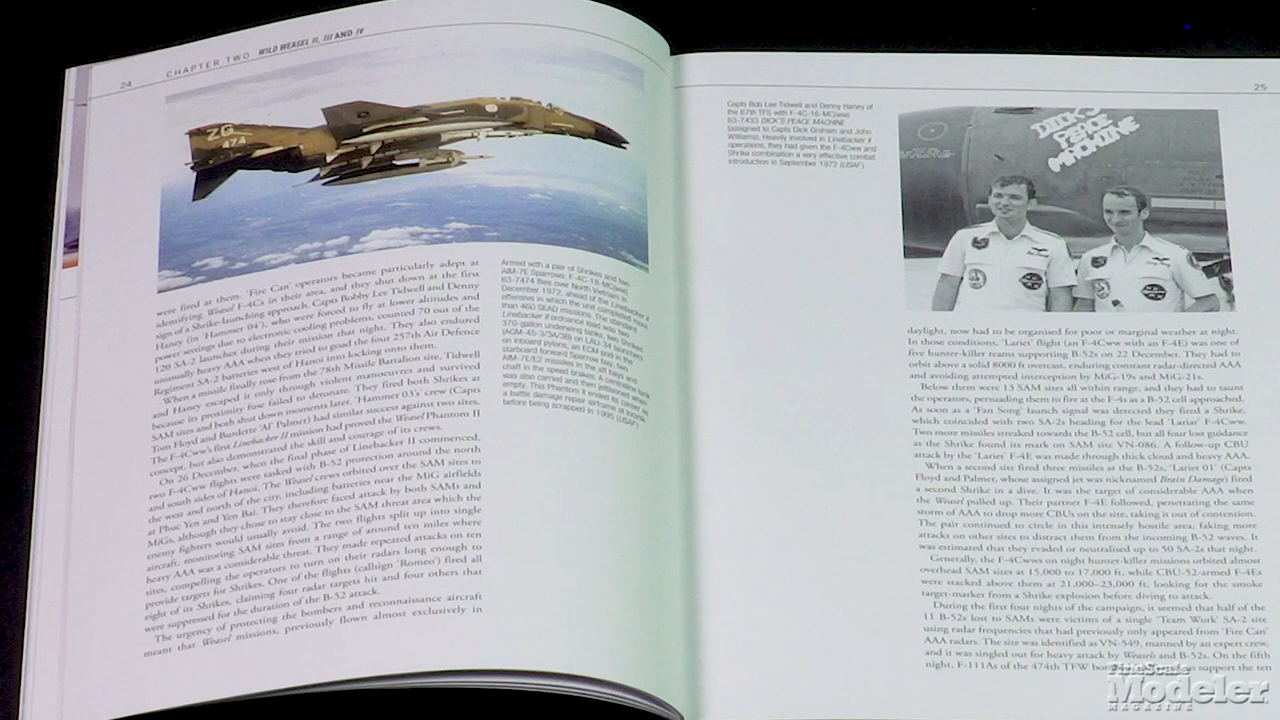 24
CHAPTER TWO WILD WEASEL II, III AND IV
ZG
474
were fired at them. 'Fire Can' operators became particularly adept at
identifying Weasel F-4Cs in their area, and they shut down at the first
sign of a Shrike-launching approach. Capts Bobby Lee Tidwell and Denny
Haney (in 'Hammer 04'), who were forced to fly at lower altitudes and
power settings due to electronic cooling problems, counted 70 out of the
120 SA-2 launches during their mission that night. They also endured
unusually heavy AAA when they tried to goad the four 257th Air Defence
Regiment SA-2 batteries west of Hanoi into locking onto them.
When a missile finally rose from the 78th Missile Battalion site, Tidwell
and Haney escaped it only through violent manoeuvres and survived
because its proximity fuse failed to detonate. They fired both Shrikes at
SAM sites and both shut down moments later. 'Hammer 03's' crew (Capts
Tom Floyd and Burdette 'Al' Palmer) had similar success against two sites.
The F-4Cww's first Linebacker II mission had proved the Weasel Phantom II
concept, but also demonstrated the skill and courage of its crews.
On 26 December, when the final phase of Linebacker II commenced,
two F-4Cww flights were tasked with B-52 protection around the north
and south sides of Hanoi. The Weasel crews orbited over the SAM sites to
the west and north of the city, including batteries near the MiG airfields
at Phuc Yen and Yen Bai. They therefore faced attack by both SAMs and
MiGs, although they chose to stay close to the SAM threat area which the
enemy fighters would usually avoid. The two flights split up into single
aircraft, monitoring SAM sites from a range of around ten miles where
heavy AAA was a considerable threat. They made repeated attacks on ten
sites, compelling the operators to turn on their radars long enough to
provide targets for Shrikes. One of the flights (callsign 'Romeo') fired all
eight of its Shrikes, claiming four radar targets hit and four others that
were suppressed for the duration of the B-52 attack.
The urgency of protecting the bombers and reconnaissance aircraft
meant that Weasel missions, previously flown almost exclusively in
Armed with a pair of Shrikes and two
AIM-7E Sparrows, F-4C-19-MC(ww)
63-7474 flies over North Vietnam in
December 1972, ahead of the Linebacker II
offensive in which the unit completed more
than 460 SEAD missions. The standard
Linebacker II ordnance load was two
370-gallon underwing tanks, two Shrikes
(AGM-45-3/3A/3B) on LAU-34 launchers
on inboard pylons, an ECM pod in the
starboard forward Sparrow bay, two
AIM-7E/E2 missiles in the aft bays and
chaff in the speed brakes. A centreline tank
was also carried and then jettisoned when
empty. This Phantom II ended its career as
a battle damage repair airframe at Incirlik
before being scrapped in 1995 (USAF)
25
Capts Bob Lee Tidwell and Denny Haney of
the 67th TFS with F-4C-16-MC(ww)
63-7433 DICK'S PEACE MACHINE
(assigned to Capts Dick Graham and John
Williams). Heavily involved in Linebacker II
operations, they had given the F-4Cww and
Shrike combination a very effective combat
introduction in September 1972 (USAF)
DICK'S
PEACE
MACHINE
daylight, now had to be organised for poor or marginal weather at night.
In those conditions, 'Lariet' flight (an F-4Cww with an F-4E) was one of
five hunter-killer teams supporting B-52s on 22 December. They had to
orbit above a solid 8000 ft overcast, enduring constant radar-directed AAA
and avoiding attempted interception by MiG-19s and MiG-21s.
Below them were 13 SAM sites all within range, and they had to taunt
the operators, persuading them to fire at the F-4s as a B-52 cell approached.
As soon as a 'Fan Song' launch signal was detected they fired a Shrike,
which coincided with two SA-2s heading for the lead 'Lariat' F-4Cww.
Two more missiles streaked towards the B-52 cell, but all four lost guidance
as the Shrike found its mark on SAM site VN-086. A follow-up CBU
attack by the 'Lariet' F-4E was made through thick cloud and heavy AAA.
When a second site fired three missiles at the B-52s, 'Lariet 01' (Capts
Floyd and Palmer, whose assigned jet was nicknamed Brain Damage) fired
a second Shrike in a dive. It was the target of considerable AAA when
the Weasel pulled up. Their partner F-4E followed, penetrating the same
storm of AAA to drop more CBUs on the site, taking it out of contention.
The pair continued to circle in this intensely hostile area, faking more
attacks on other sites to distract them from the incoming B-52 waves. It
was estimated that they evaded or neutralised up to 50 SA-2s that night.
Generally, the F-4Cwws on night hunter-killer missions orbited almost
overhead SAM sites at 15,000 to 17,000 ft, while CBU-52-armed F-4Es
were stacked above them at 21,000-23,000 ft, looking for the smoke
target-marker from a Shrike explosion before diving to attack.
During the first four nights of the campaign, it seemed that half of the
11 B-52s lost to SAMs were victims of a single 'Team Work' SA-2 site
using radar frequencies that had previously only appeared from 'Fire Can'
AAA radars. The site was identified as VN-549, manned by an expert crew,
and it was singled out for heavy attack by Weasels and B-52s. On the fifth
night, F-111As of the 474th TFW to support the ten
FineScale
Modeler
MAGAZINE